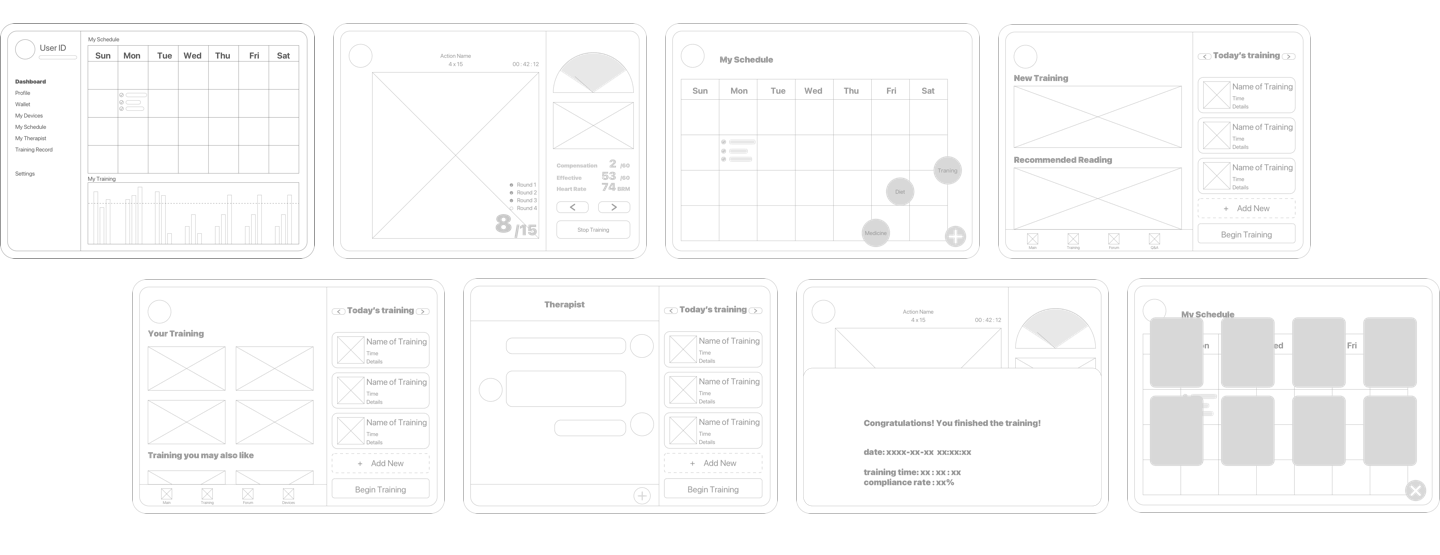 User ID
Dashboard
Profile
Wallet
My Devices
My Schedule
My Therapist
Training Record
Settings
My Schedule
Sun Mon Tue Wed Thu Fri Sat
My Training
Action Name
4 x 15 00 : 42 : 12
Round 1
Round 2
Round 3
Round 4
8 /15
Compensation 2 /60
Effective 53 /60
Heart Rate 74 BBM
< >
Stop Training
My Schedule
Sun Mon Tue Wed Thu Fri Sat
Training
Diet
Medicine
+
New Training
Recommended Reading
Main Training Forum Q&A
< Today's training >
Name of Training
Time
Details
Name of Training
Time
Details
Name of Training
Time
Details
+ Add New
Begin Training
Your Training
Training you may also like
Main Training Forum Devices
< Today's training >
Name of Training
Time
Details
Name of Training
Time
Details
Name of Training
Time
Details
+ Add New
Begin Training
Therapist
+
< Today's training >
Name of Training
Time
Details
Name of Training
Time
Details
Name of Training
Time
Details
+ Add New
Begin Training
Action Name
4 x 15 00 : 42 : 12
Congratulations! You finished the training!
date: xxxx-xx-xx xx:xx:xx
training time: xx : xx : xx
compliance rate : xx%
My Schedule
n ed Fri